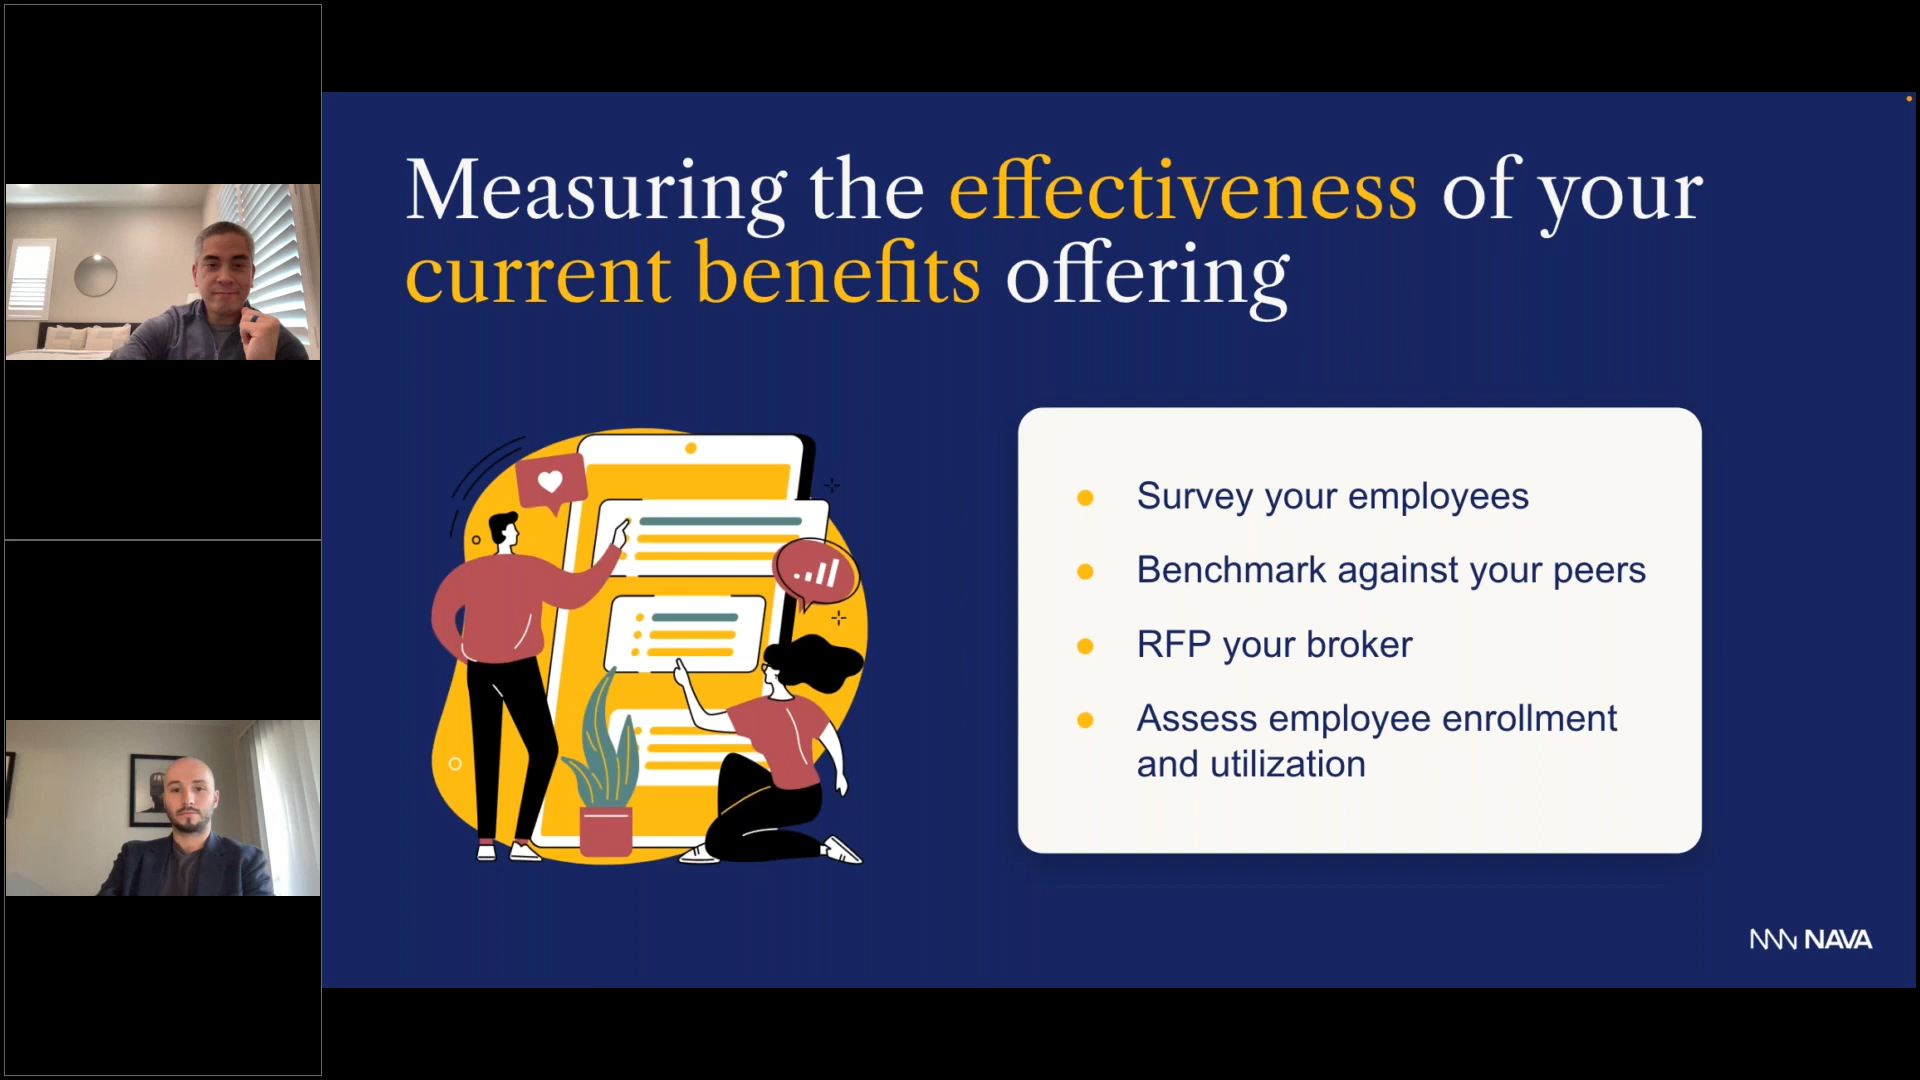 Measuring the effectiveness of your
current benefits offering
Survey your employees
Benchmark against your peers
RFP your broker
Assess employee enrollment
and utilization
NAVA